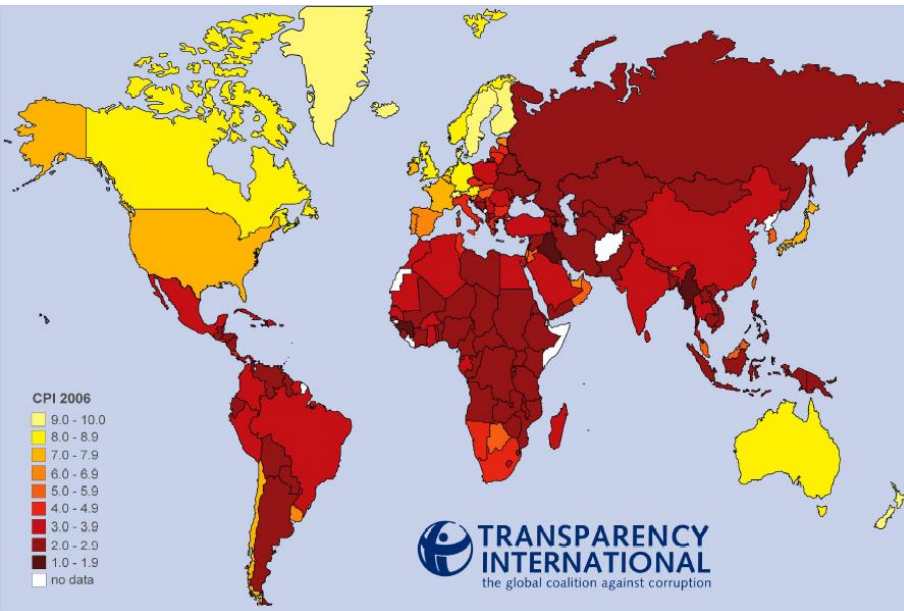 CPI 2006
9.0 - 10.0
8.0 - 8.9
7.0 - 7.9
6.0 - 6.9
5.0 - 5.9
4.0 - 4.9
3.0 - 3.9
2.0 - 2.9
1.0 - 1.9
no data
TRANSPARENCY
INTERNATIONAL
the global coalition against corruption